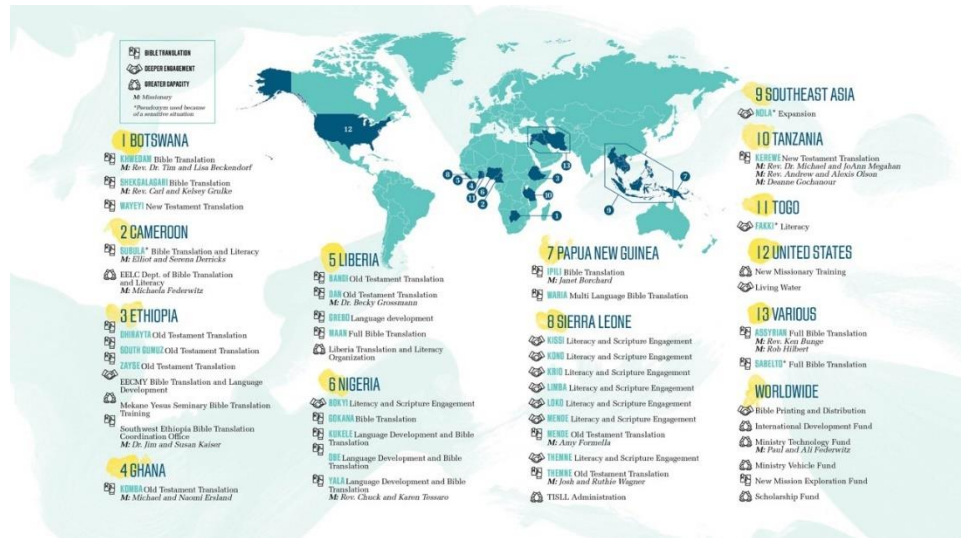 BIBLE TRANSLATION
DEEPER ENGAGEMENT
GREATER CAPACITY
M: Missionary
*Pseudonym used because
of a sensitive situation
1 BOTSWANA
KHWEDAM Bible Translation
M: Rev. Dr. Tim and Lisa Beckendorf
SHEKGALAGARI Bible Translation
M: Rev. Carl and Kelsey Grulke
WAYEYI New Testament Translation
2 CAMEROON
BUBULA* Bible Translation and Literacy
M: Elliot and Serena Derricks
EELC Dept. of Bible Translation
and Literacy
M: Michaela Federwitz
3 ETHIOPIA
DHIRAYTA Old Testament Translation
SOUTH GUMUZ Old Testament Translation
ZAYSE Old Testament Translation
EECMY Bible Translation and Language
Development
Mekane Yesus Seminary Bible Translation
Training
Southwest Ethiopia Bible Translation
Coordination Office
M: Dr. Jim and Susan Kaiser
4 GHANA
KOMBA Old Testament Translation
M: Michael and Naomi Ersland
5 LIBERIA
BANDI Old Testament Translation
DAN Old Testament Translation
M: Dr. Becky Grossmann
GREBO Language development
MAAN Full Bible Translation
Liberia Translation and Literacy
Organization
6 NIGERIA
BOKYI Literacy and Scripture Engagement
GOKANA Bible Translation
KUKELE Language Development and Bible
Translation
OBE Language Development and Bible
Translation
YALA Language Development and Bible
Translation
M: Rev. Chuck and Karen Tessaro
12
8
5
4
11
6
2
3
13
10
1
9
7
7 PAPUA NEW GUINEA
IPILI Bible Translation
M: Janet Borchard
WARIA Multi Language Bible Translation
8 SIERRA LEONE
KISSI Literacy and Scripture Engagement
KONO Literacy and Scripture Engagement
KRIO Literacy and Scripture Engagement
LIMBA Literacy and Scripture Engagement
LOKO Literacy and Scripture Engagement
MENDE Literacy and Scripture Engagement
MENDE Old Testament Translation
M: Amy Formella
THEMNE Literacy and Scripture Engagement
THEMNE Old Testament Translation
M: Josh and Ruthie Wagner
TISLL Administration
9 SOUTHEAST ASIA
NOLA* Expansion
10 TANZANIA
KEREWE New Testament Translation
M: Rev. Dr. Michael and JoAnn Megahan
M: Rev. Andrew and Alexis Olson
M: Deanne Gochanour
11 TOGO
FAKKI* Literacy
12 UNITED STATES
New Missionary Training
Living Water
13 VARIOUS
ASSYRIAN Full Bible Translation
M: Rev. Ken Bunge
M: Rob Hilbert
GABELTO* Full Bible Translation
WORLDWIDE
Bible Printing and Distribution
International Development Fund
Ministry Technology Fund
M: Paul and Ali Federwitz
Ministry Vehicle Fund
New Mission Exploration Fund
Scholarship Fund